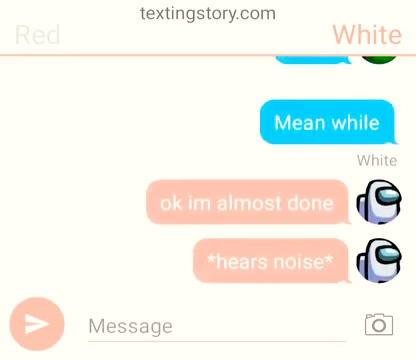 textingstory.com
Red
White
Mean while
White
ok im almost done
*hears noise*
Message